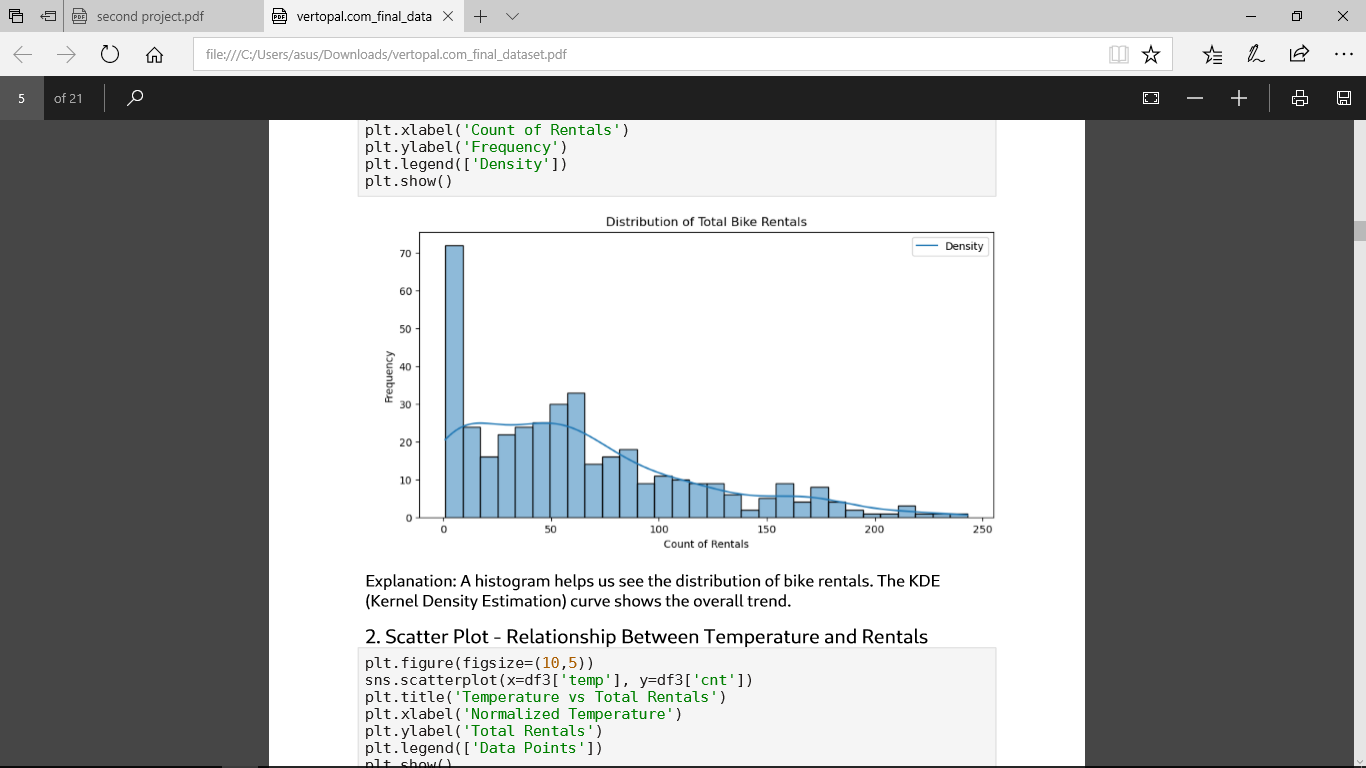 second project.pdf
vertopal.com_final_data
file:///C:/Users/asus/Downloads/vertopal.com_final_dataset.pdf
5 of 21
plt.xlabel('Count of Rentals')
plt.ylabel('Frequency')
plt.legend(['Density'])
plt.show()
Distribution of Total Bike Rentals
Density
70
60
50
40
30
20
10
0
Frequency
0 50 100 150 200 250
Count of Rentals
Explanation: A histogram helps us see the distribution of bike rentals. The KDE
(Kernel Density Estimation) curve shows the overall trend.
2. Scatter Plot - Relationship Between Temperature and Rentals
plt.figure(figsize=(10,5))
sns.scatterplot(x=df3['temp'], y=df3['cnt'])
plt.title('Temperature vs Total Rentals')
plt.xlabel('Normalized Temperature')
plt.ylabel('Total Rentals')
plt.legend(['Data Points'])
plt.show()